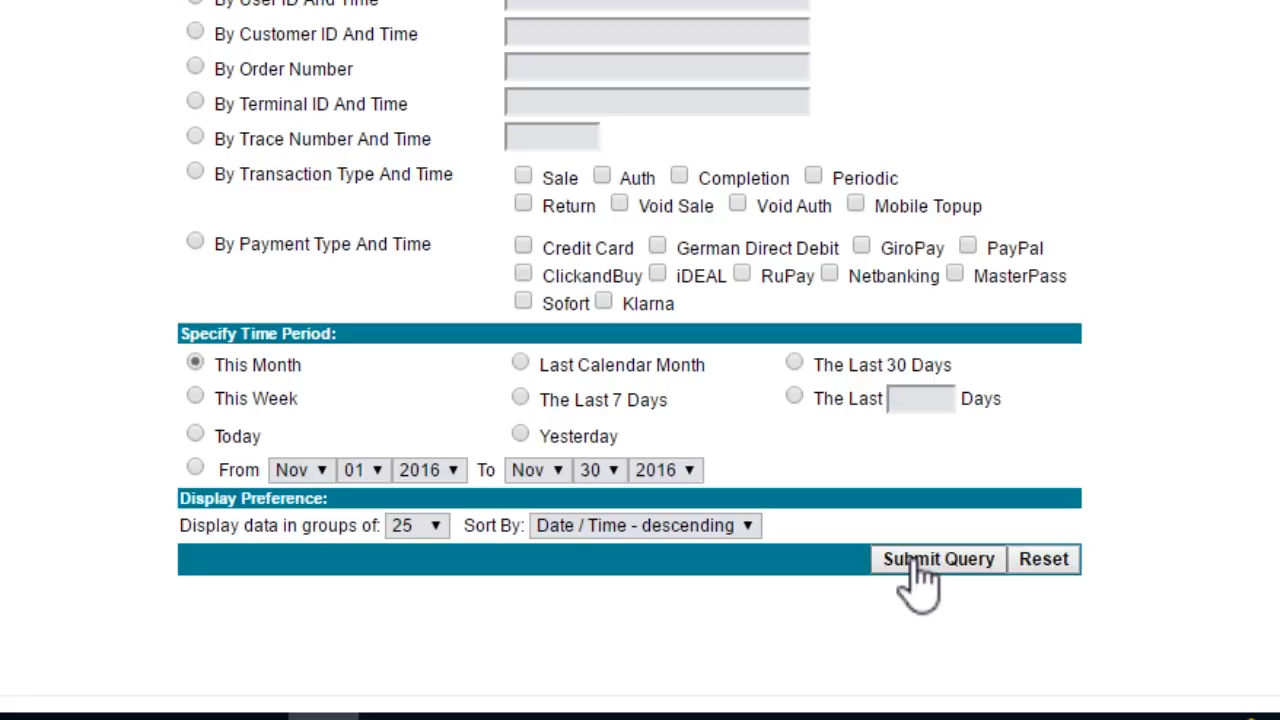 By User ID And Time
By Customer ID And Time
By Order Number
By Terminal ID And Time
By Trace Number And Time
By Transaction Type And Time Sale Auth Completion Periodic
Return Void Sale Void Auth Mobile Topup
By Payment Type And Time Credit Card German Direct Debit GiroPay PayPal
ClickandBuy iDEAL RuPay Netbanking MasterPass
Sofort Klarna
Specify Time Period:
This Month Last Calendar Month The Last 30 Days
This Week The Last 7 Days The Last Days
Today Yesterday
From Nov 01 2016 To Nov 30 2016
Display Preference:
Display data in groups of: 25 Sort By: Date / Time - descending
Submit Query Reset